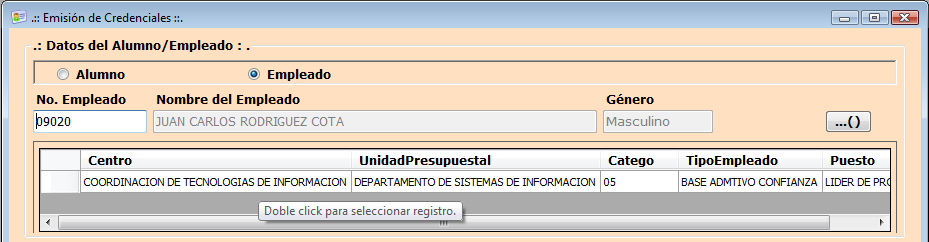 .:: Emisión de Credenciales ::.
.: Datos del Alumno/Empleado : .
Alumno Empleado
No. Empleado Nombre del Empleado Género
09020 JUAN CARLOS RODRIGUEZ COTA Masculino ...()
Centro UnidadPresupuestal Catego TipoEmpleado Puesto
COORDINACION DE TECNOLOGIAS DE INFORMACION DEPARTAMENTO DE SISTEMAS DE INFORMACION 05 BASE ADMTIVO CONFIANZA LIDER DE PRO
Doble click para seleccionar registro.